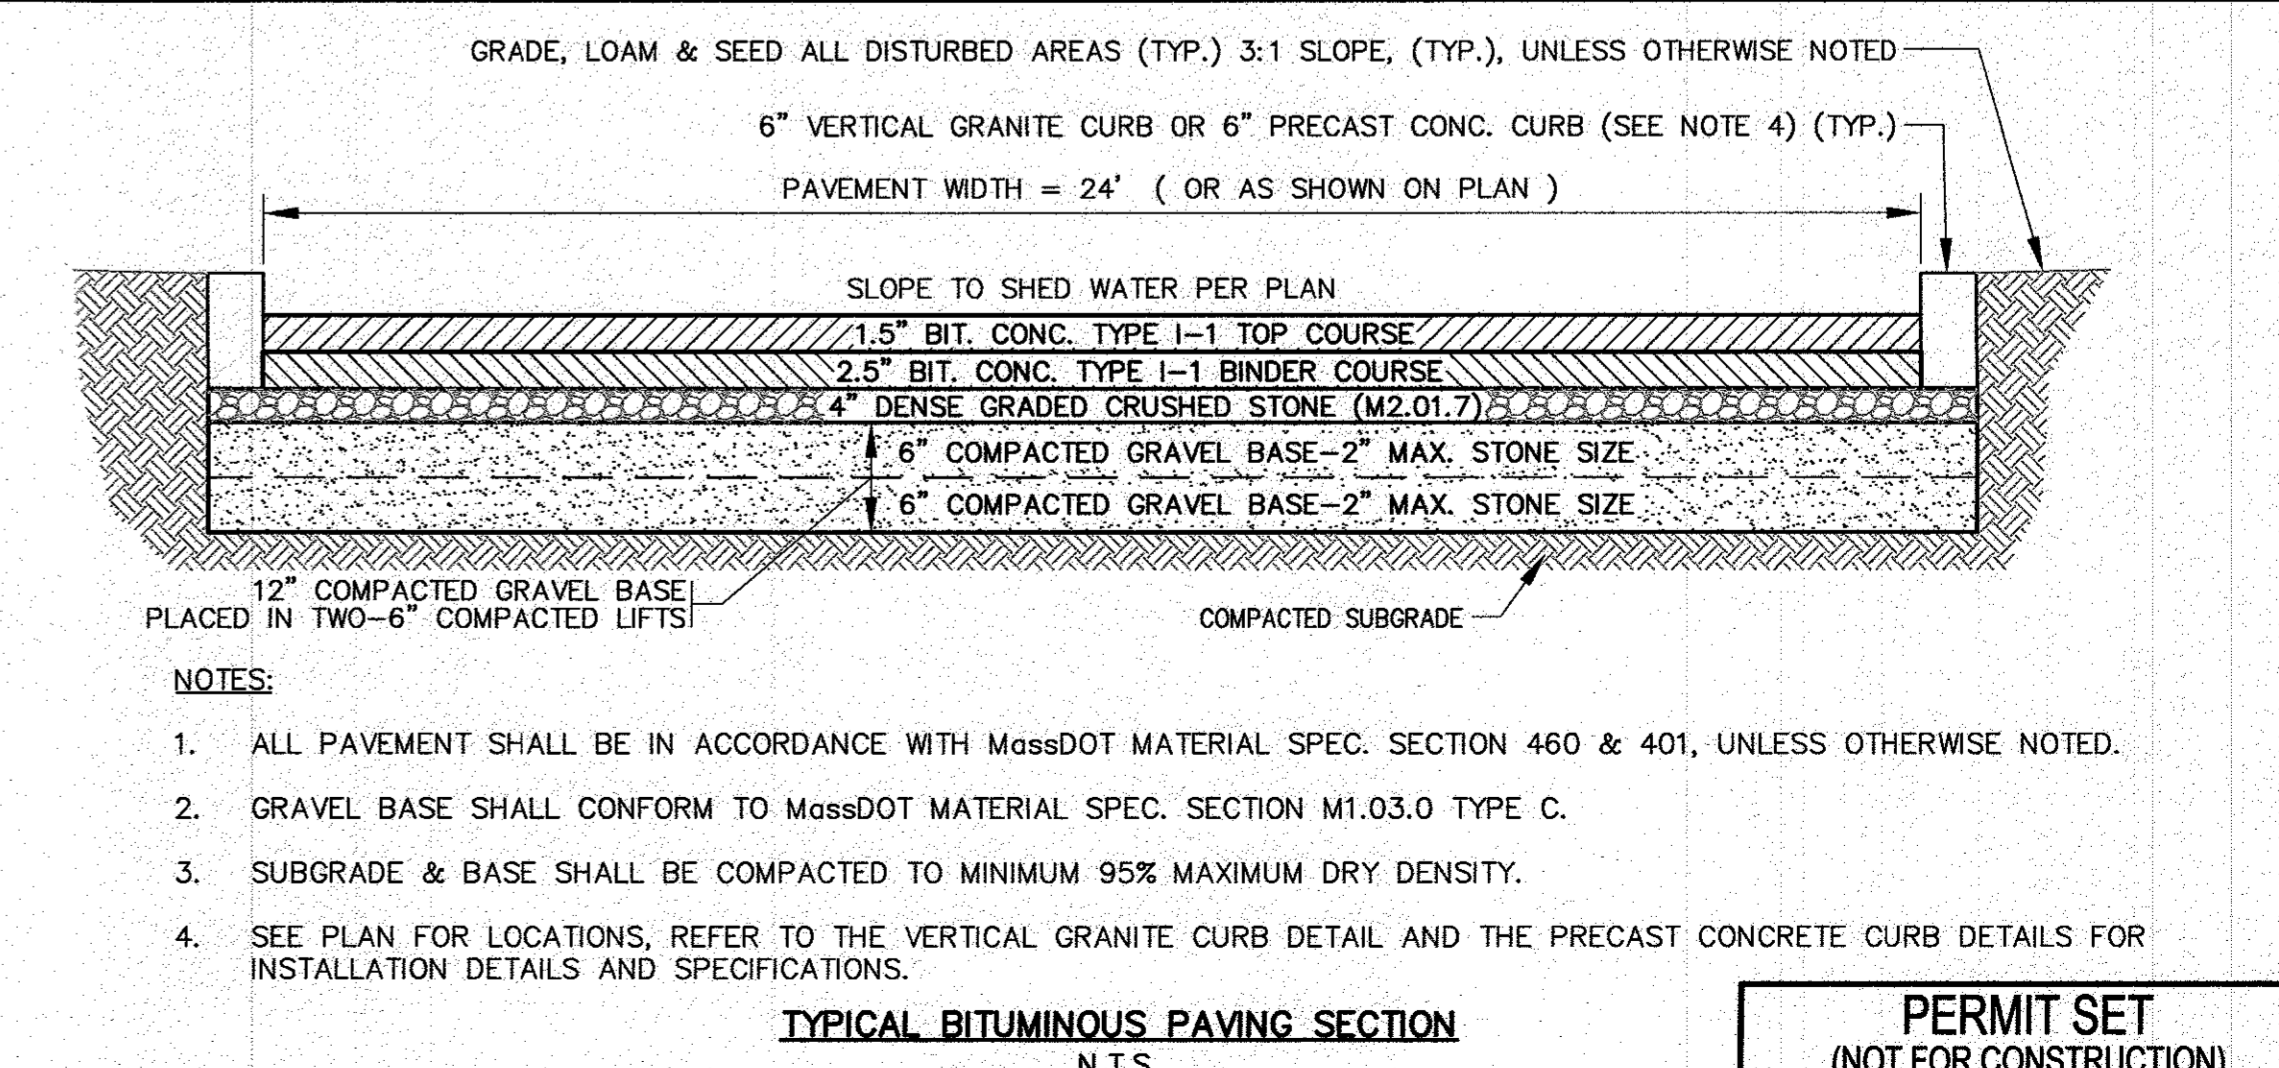 GRADE, LOAM & SEED ALL DISTURBED AREAS (TYP.) 3:1 SLOPE, (TYP.), UNLESS OTHERWISE NOTED
6" VERTICAL GRANITE CURB OR 6" PRECAST CONC. CURB (SEE NOTE 4) (TYP.)
PAVEMENT WIDTH = 24' ( OR AS SHOWN ON PLAN )
SLOPE TO SHED WATER PER PLAN
1.5" BIT. CONC. TYPE I-1 TOP COURSE
2.5" BIT. CONC. TYPE I-1 BINDER COURSE
4" DENSE GRADED CRUSHED STONE (M2.01.7)
6" COMPACTED GRAVEL BASE-2" MAX. STONE SIZE
6" COMPACTED GRAVEL BASE-2" MAX. STONE SIZE
12" COMPACTED GRAVEL BASE
PLACED IN TWO-6" COMPACTED LIFTS
COMPACTED SUBGRADE
NOTES:
1. ALL PAVEMENT SHALL BE IN ACCORDANCE WITH MassDOT MATERIAL SPEC. SECTION 460 & 401, UNLESS OTHERWISE NOTED.
2. GRAVEL BASE SHALL CONFORM TO MassDOT MATERIAL SPEC. SECTION M1.03.0 TYPE C.
3. SUBGRADE & BASE SHALL BE COMPACTED TO MINIMUM 95% MAXIMUM DRY DENSITY.
4. SEE PLAN FOR LOCATIONS, REFER TO THE VERTICAL GRANITE CURB DETAIL AND THE PRECAST CONCRETE CURB DETAILS FOR
INSTALLATION DETAILS AND SPECIFICATIONS.
TYPICAL BITUMINOUS PAVING SECTION
N.T.S.
PERMIT SET
(NOT FOR CONSTRUCTION)